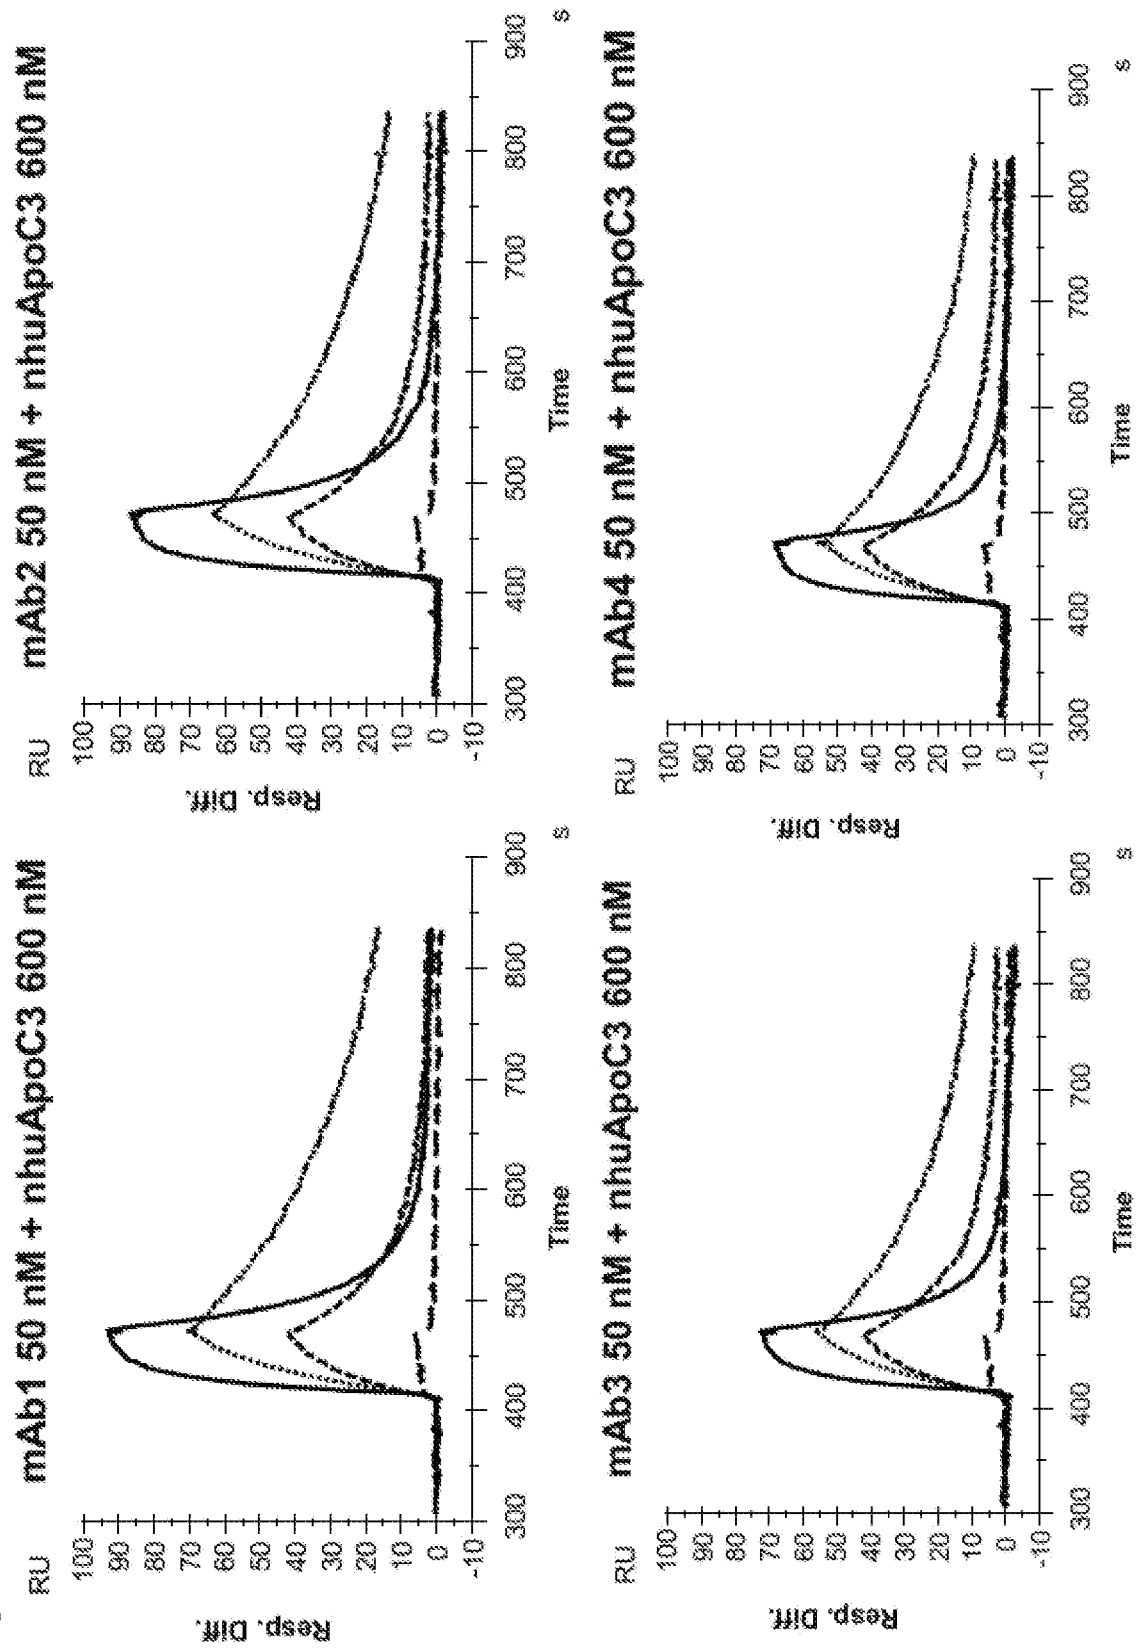 mAb1 50 nM + nhuApoC3 600 nM
RU
100
90
80
70
60
50
40
30
20
10
0
-10
Resp. Diff.
300 400 500 600 700 800 900
Time
s
mAb2 50 nM + nhuApoC3 600 nM
RU
100
90
80
70
60
50
40
30
20
10
0
-10
Resp. Diff.
300 400 500 600 700 800 900
Time
s
mAb3 50 nM + nhuApoC3 600 nM
RU
100
90
80
70
60
50
40
30
20
10
0
-10
Resp. Diff.
300 400 500 600 700 800 900
Time
s
mAb4 50 nM + nhuApoC3 600 nM
RU
100
90
80
70
60
50
40
30
20
10
0
-10
Resp. Diff.
300 400 500 600 700 800 900
Time
s